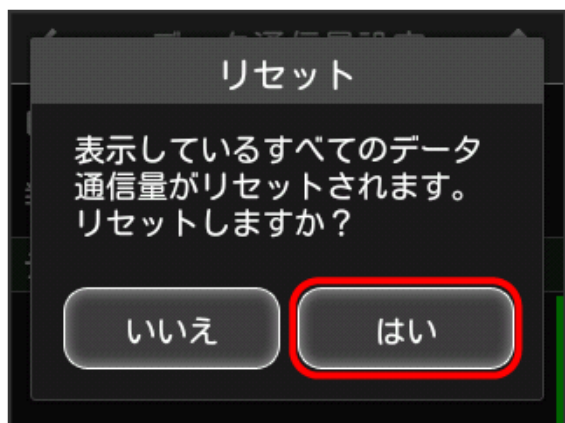 リセット
表示しているすべてのデータ
通信量がリセットされます。
リセットしますか？
いいえ
はい